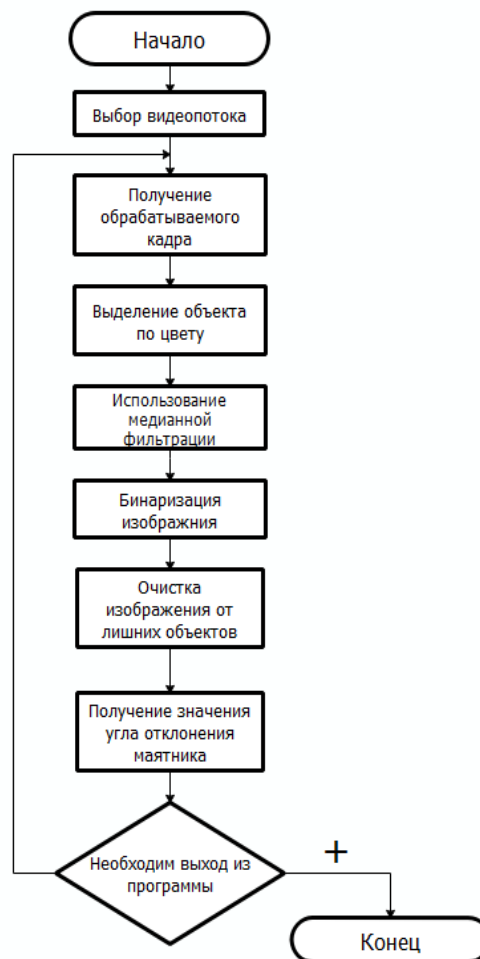 Начало
Выбор видеопотока
Получение
обрабатываемого
кадра
Выделение объекта
по цвету
Использование
медианной
фильтрации
Бинаризация
изображния
Очистка
изображения от
лишних объектов
Получение значения
угла отклонения
маятника
Необходим выход из
программы
+
Конец